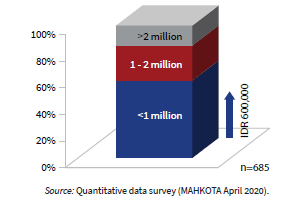 100%
80%
60%
40%
20%
0%
>2 million
1 - 2 million
<1 million
IDR 600,000
n=685
Source: Quantitative data survey (MAHKOTA April 2020).